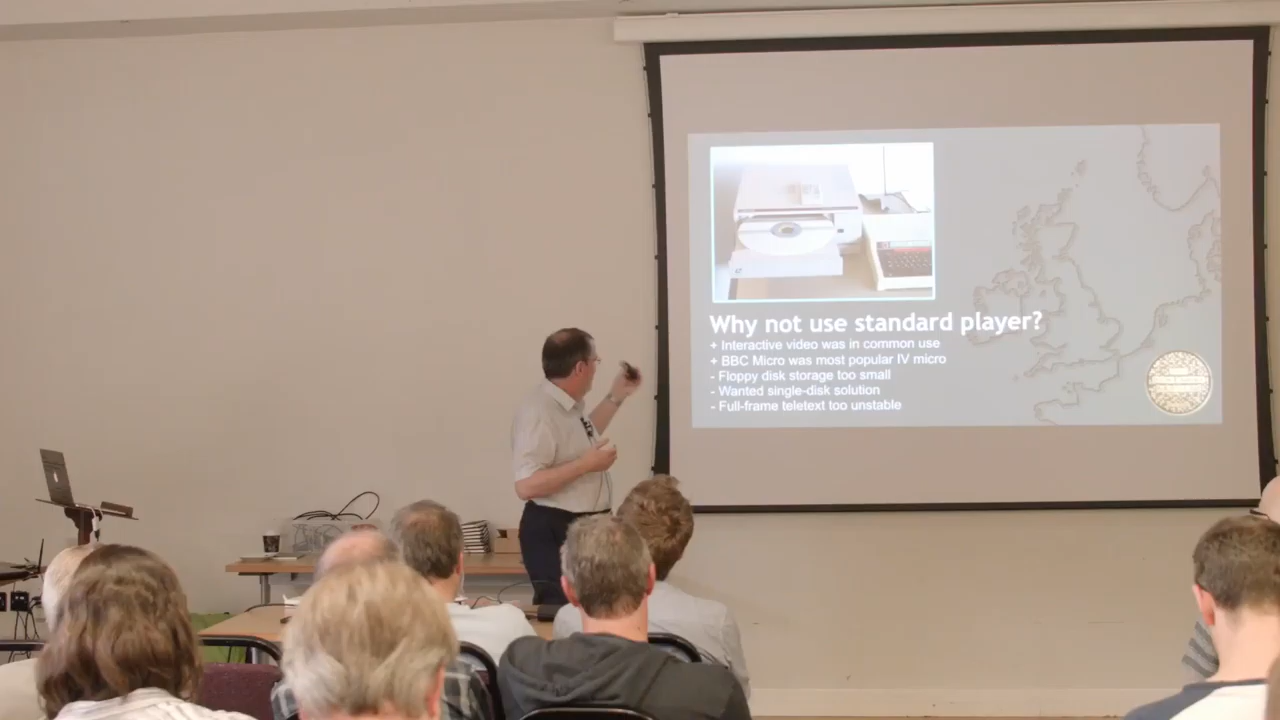 Why not use standard player?
+ Interactive video was in common use
+ BBC Micro was most popular IV micro
- Floppy disk storage too small
- Wanted single-disk solution
- Full-frame teletext too unstable